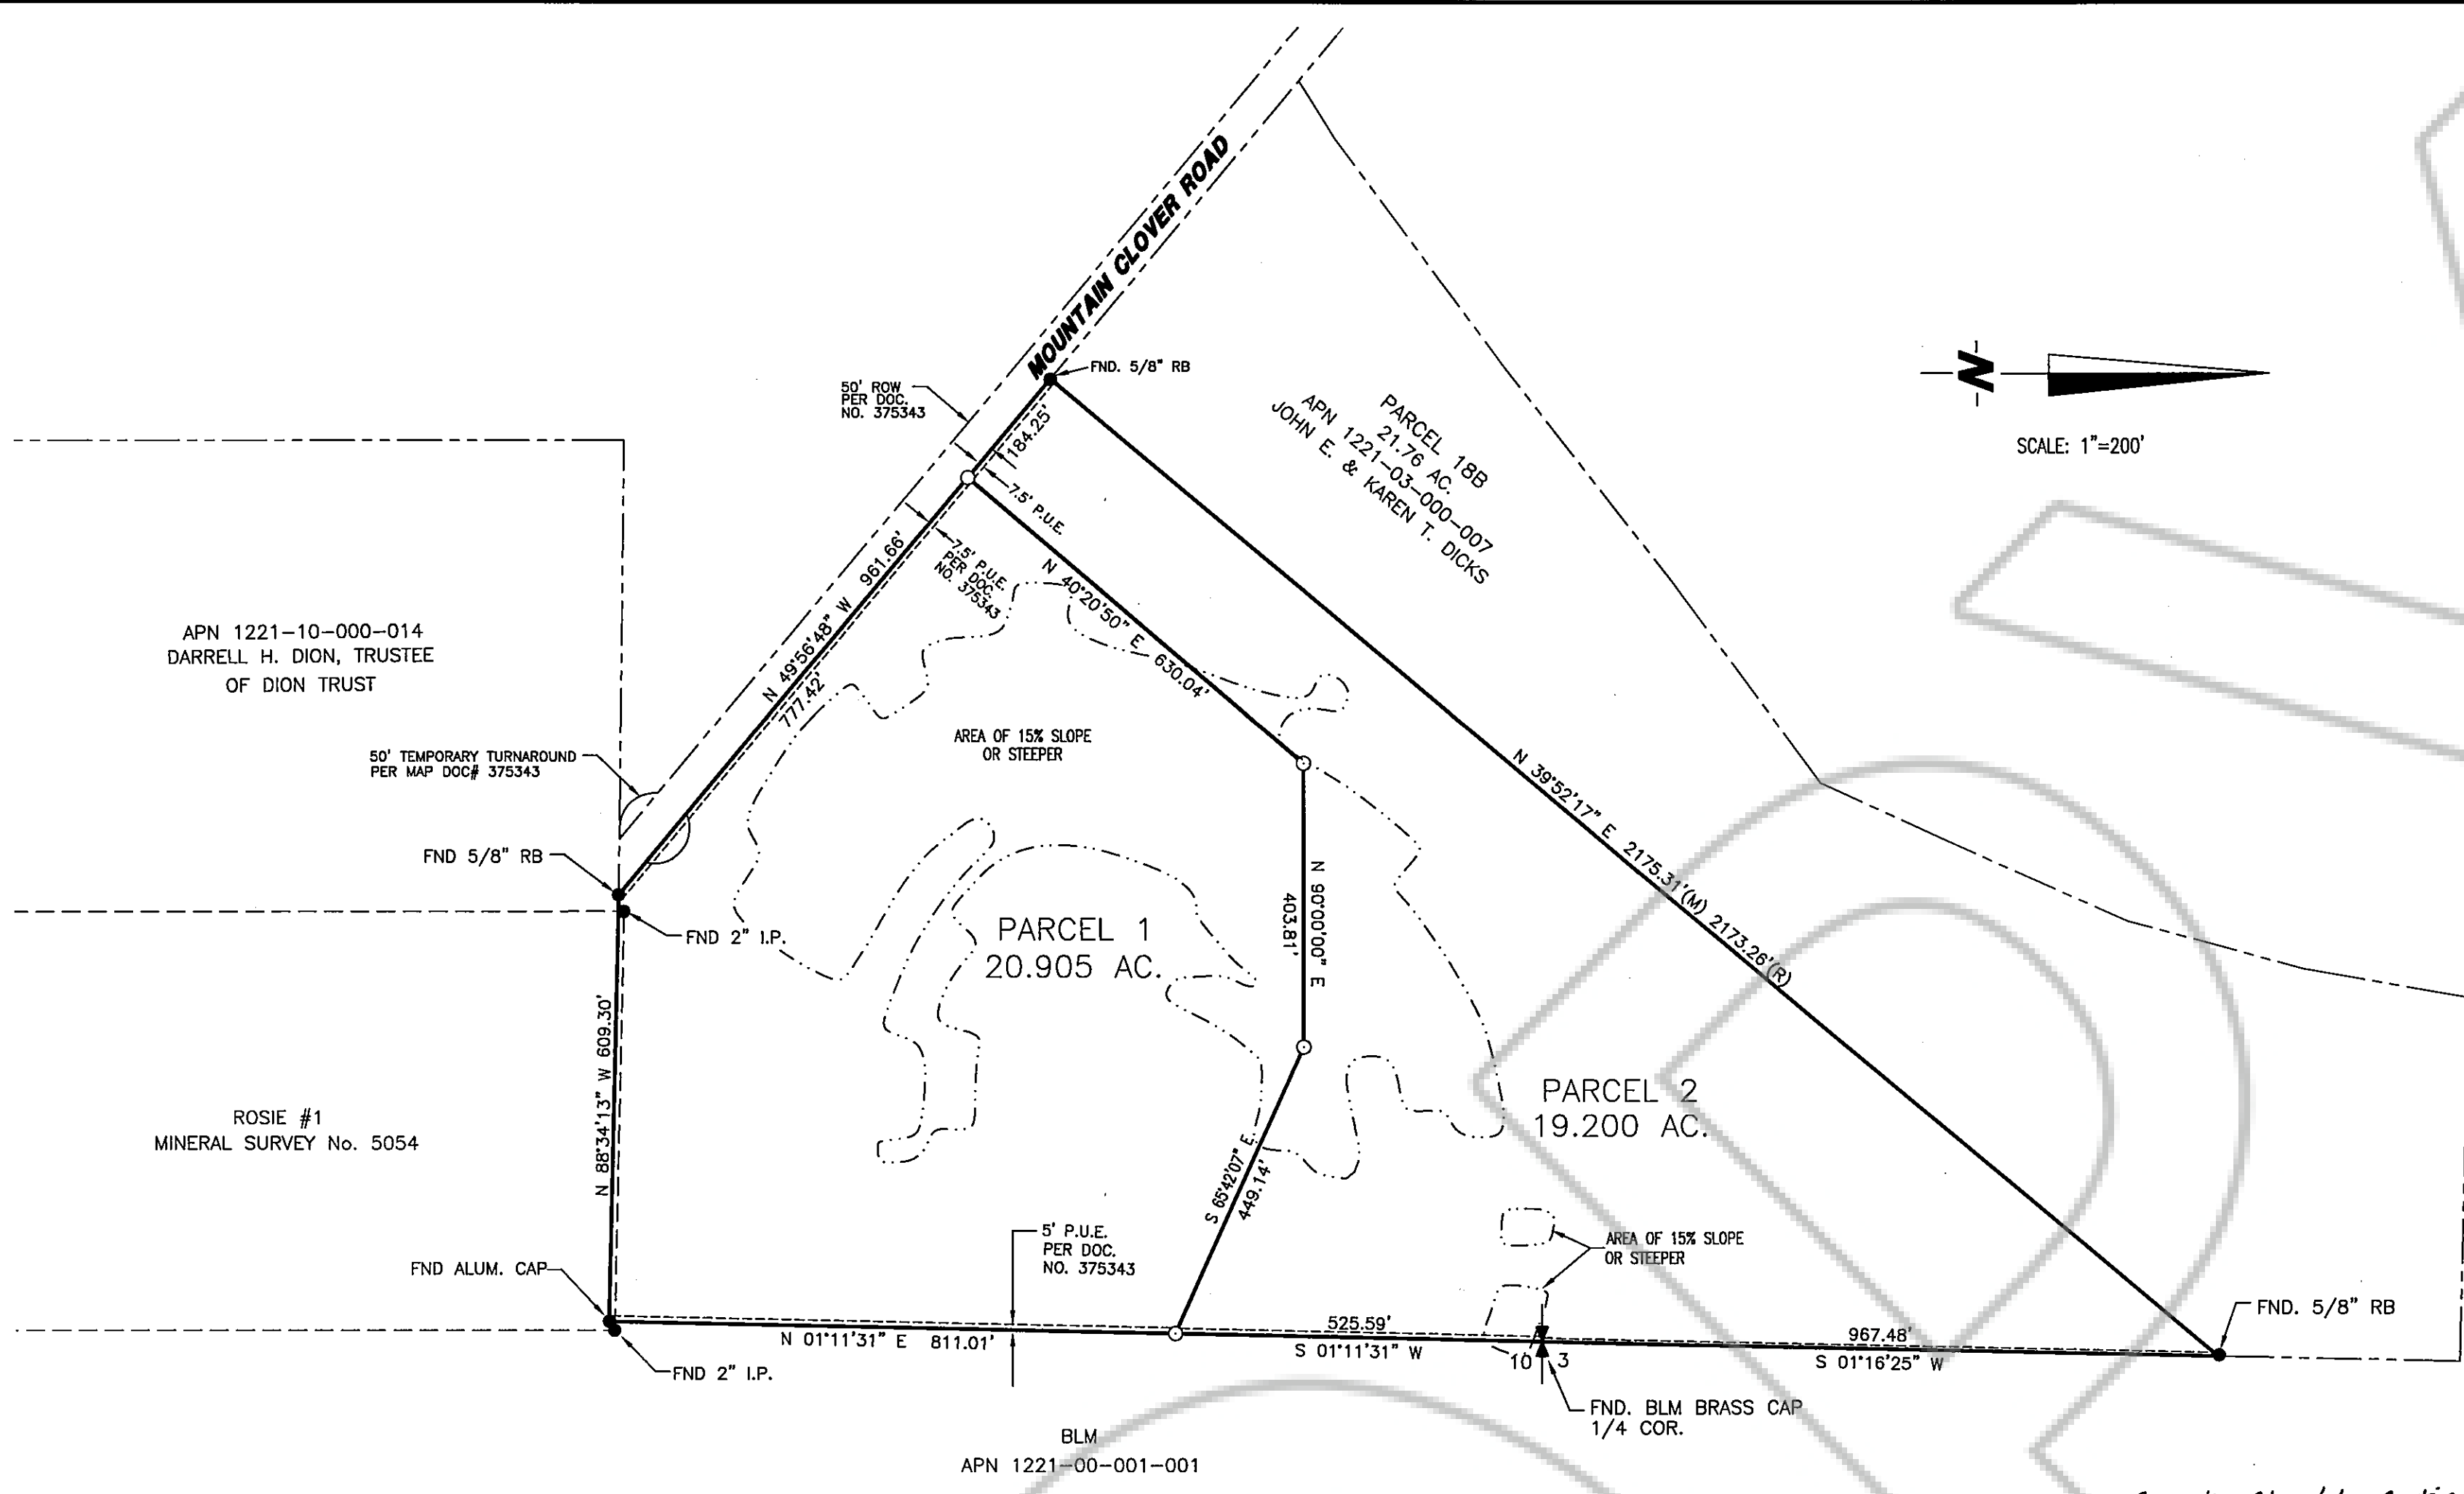 MOUNTAIN CLOVER ROAD
FND. 5/8" RB
50' ROW
PER DOC.
NO. 375343
184.25'
7.5' P.U.E.
7.5' P.U.E.
PER DOC.
NO. 375343
PARCEL 18B
21.76 AC.
APN 1221-03-000-007
JOHN E. & KAREN T. DICKS
N
SCALE: 1"=200'
N 49°56'48" W 961.66'
777.42'
N 40°20'50" E 630.04'
APN 1221-10-000-014
DARRELL H. DION, TRUSTEE
OF DION TRUST
50' TEMPORARY TURNAROUND
PER MAP DOC# 375343
AREA OF 15% SLOPE
OR STEEPER
N 39°52'17" E 2175.31'(M) 2173.26'(R)
FND 5/8" RB
FND 2" I.P.
PARCEL 1
20.905 AC.
N 90°00'00" E
403.81'
N 88°34'13" W 609.30'
ROSIE #1
MINERAL SURVEY No. 5054
PARCEL 2
19.200 AC.
S 65°42'07" E
449.14'
5' P.U.E.
PER DOC.
NO. 375343
AREA OF 15% SLOPE
OR STEEPER
FND ALUM. CAP
FND. 5/8" RB
N 01°11'31" E 811.01'
525.59'
S 01°11'31" W
10 3
967.48'
S 01°16'25" W
FND 2" I.P.
FND. BLM BRASS CAP
1/4 COR.
BLM
APN 1221-00-001-001